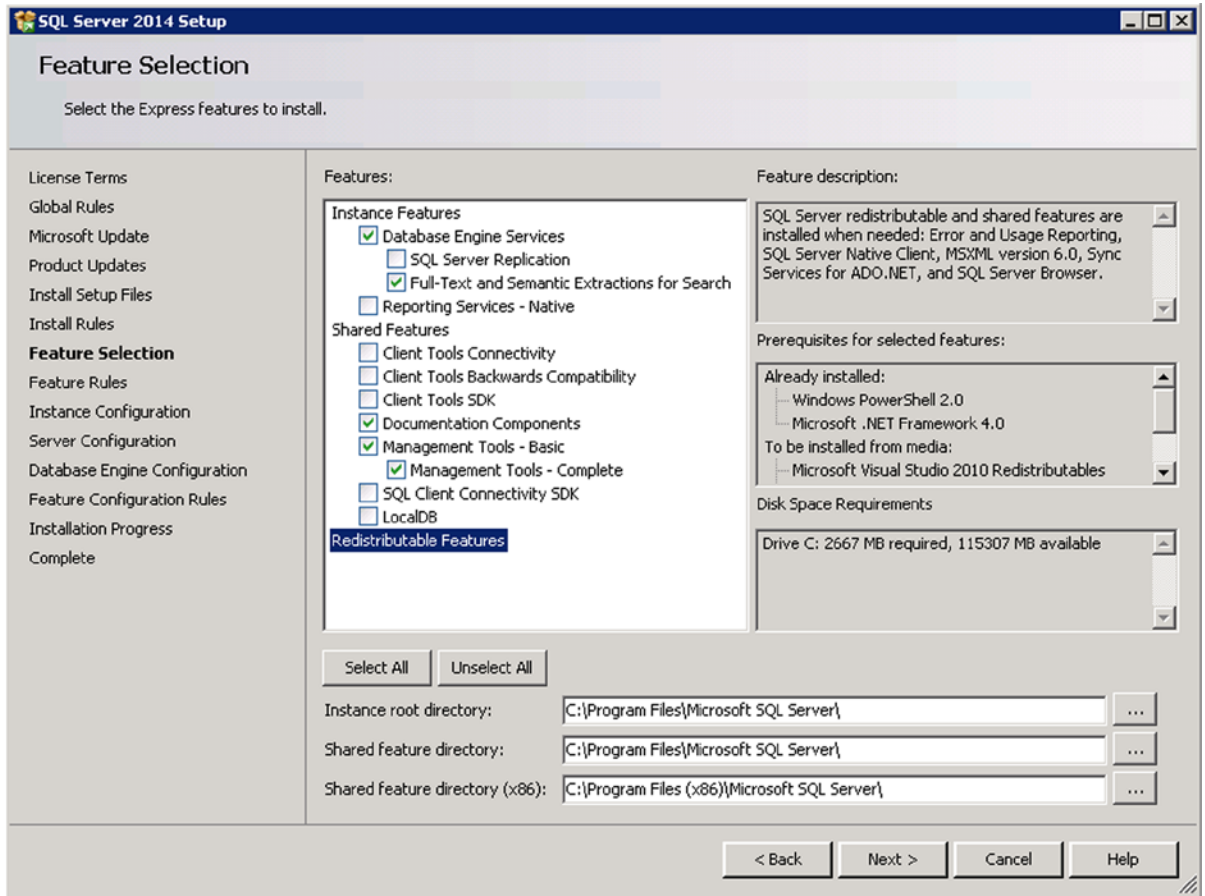 SQL Server 2014 Setup
Feature Selection
Select the Express features to install.
License Terms
Global Rules
Microsoft Update
Product Updates
Install Setup Files
Install Rules
Feature Selection
Feature Rules
Instance Configuration
Server Configuration
Database Engine Configuration
Feature Configuration Rules
Installation Progress
Complete
Features:
Instance Features
Database Engine Services
SQL Server Replication
Full-Text and Semantic Extractions for Search
Reporting Services - Native
Shared Features
Client Tools Connectivity
Client Tools Backwards Compatibility
Client Tools SDK
Documentation Components
Management Tools - Basic
Management Tools - Complete
SQL Client Connectivity SDK
LocalDB
Redistributable Features
Feature description:
SQL Server redistributable and shared features are
installed when needed: Error and Usage Reporting,
SQL Server Native Client, MSXML version 6.0, Sync
Services for ADO.NET, and SQL Server Browser.
Prerequisites for selected features:
Already installed:
Windows PowerShell 2.0
Microsoft .NET Framework 4.0
To be installed from media:
Microsoft Visual Studio 2010 Redistributables
Disk Space Requirements
Drive C: 2667 MB required, 115307 MB available
Select All
Unselect All
Instance root directory:
C:\Program Files\Microsoft SQL Server\
...
Shared feature directory:
C:\Program Files\Microsoft SQL Server\
...
Shared feature directory (x86):
C:\Program Files (x86)\Microsoft SQL Server\
...
< Back
Next >
Cancel
Help